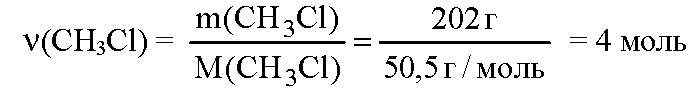 ν(CH₃Cl) = m(CH₃Cl) / M(CH₃Cl) = 202 г / 50,5 г / моль = 4 моль